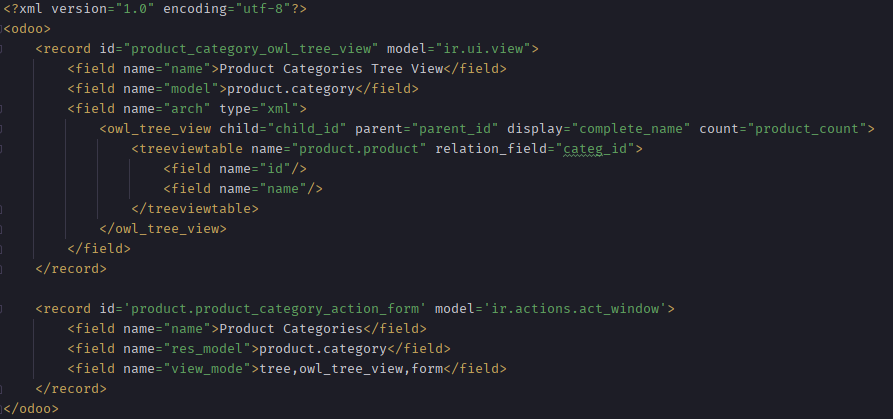 <?xml version="1.0" encoding="utf-8"?>
<odoo>
    <record id="product_category_owl_tree_view" model="ir.ui.view">
        <field name="name">Product Categories Tree View</field>
        <field name="model">product.category</field>
        <field name="arch" type="xml">
            <owl_tree_view child="child_id" parent="parent_id" display="complete_name" count="product_count">
                <treeviewtable name="product.product" relation_field="categ_id">
                    <field name="id"/>
                    <field name="name"/>
                </treeviewtable>
            </owl_tree_view>
        </field>
    </record>

    <record id='product.product_category_action_form' model='ir.actions.act_window'>
        <field name="name">Product Categories</field>
        <field name="res_model">product.category</field>
        <field name="view_mode">tree,owl_tree_view,form</field>
    </record>
</odoo>